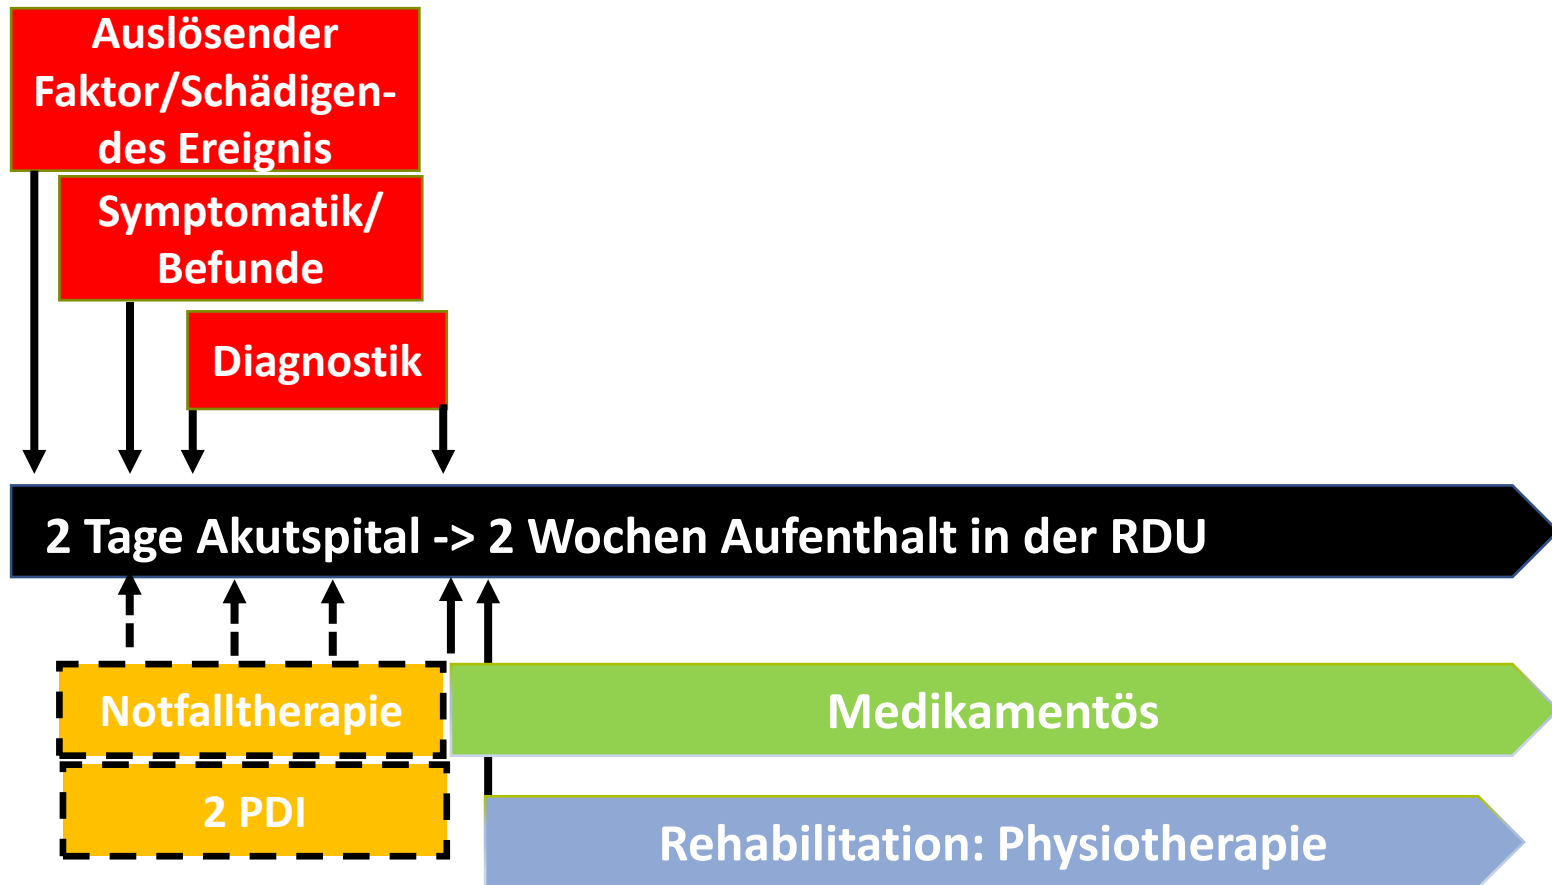 Auslösender
Faktor/Schädigen-
des Ereignis
Symptomatik/
Befunde
Diagnostik
2 Tage Akutspital -> 2 Wochen Aufenthalt in der RDU
Notfalltherapie
Medikamentös
2 PDI
Rehabilitation: Physiotherapie